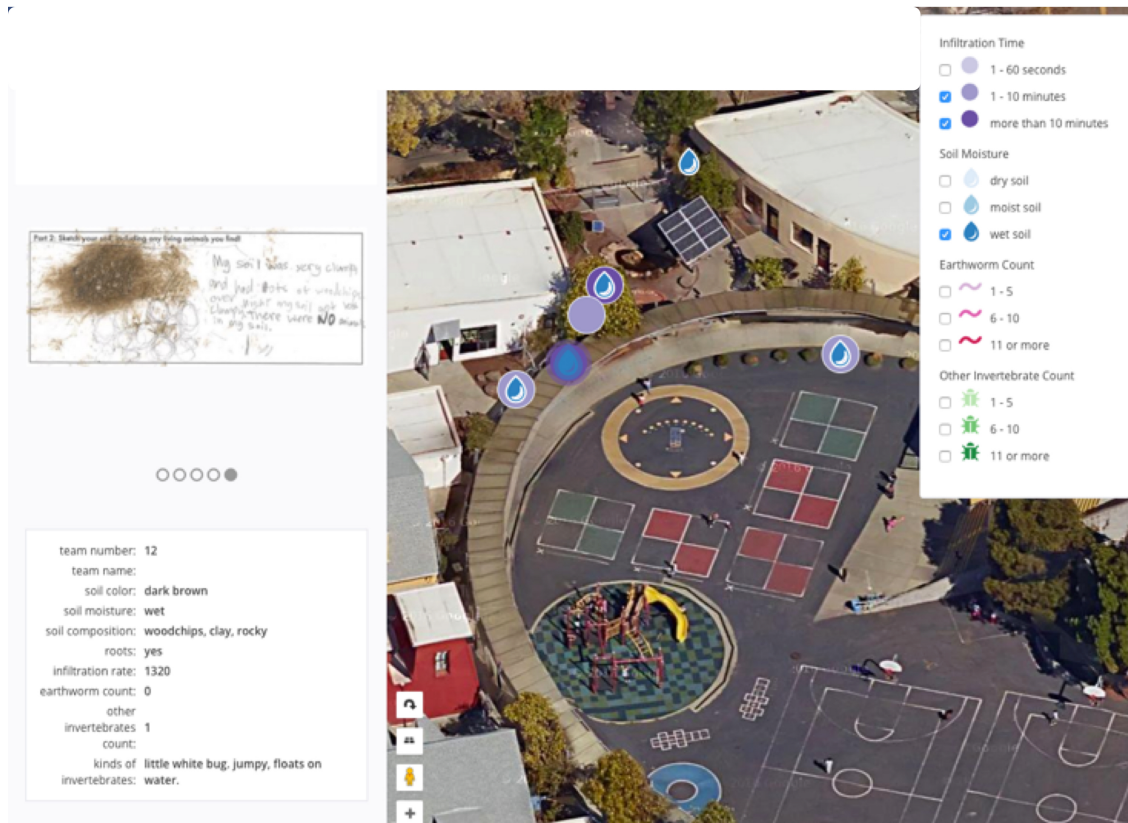 Part 2: Sketch your soil, including any living animals you find!
My soil was very clumpy
and had lots of woodchips
over
my soil
clumpy. There were NO
in my soil.
team number: 12
team name:
soil color: dark brown
soil moisture: wet
soil composition: woodchips, clay, rocky
roots: yes
infiltration rate: 1320
earthworm count: 0
other
invertebrates 1
count:
kinds of little white bug. jumpy, floats on
invertebrates: water.
Infiltration Time
1 - 60 seconds
1 - 10 minutes
more than 10 minutes
Soil Moisture
dry soil
moist soil
wet soil
Earthworm Count
1 - 5
6 - 10
11 or more
Other Invertebrate Count
1 - 5
6 - 10
11 or more